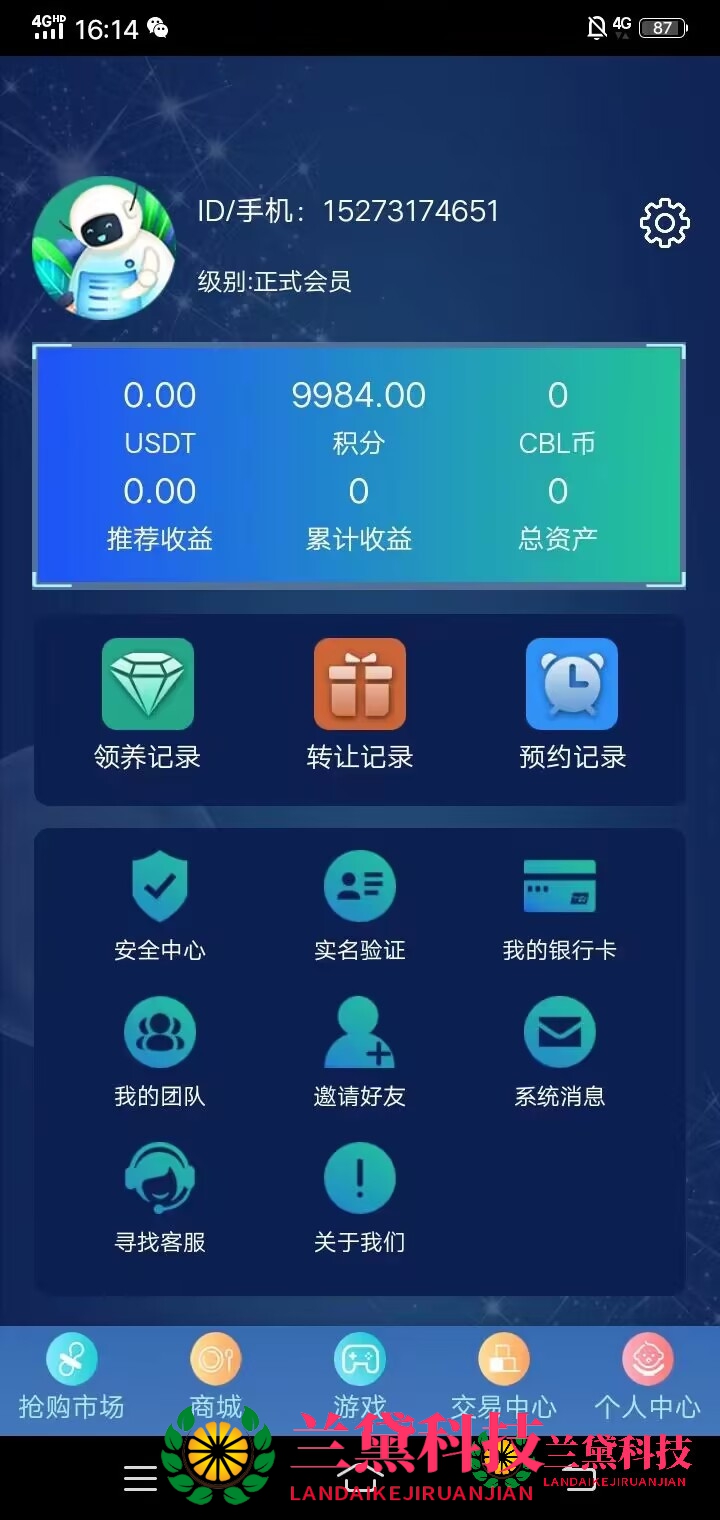 4GHD 16:14 4G 87
ID/手机：15273174651
级别:正式会员
0.00 9984.00 0
USDT 积分 CBL币
0.00 0 0
推荐收益 累计收益 总资产
领养记录 转让记录 预约记录
安全中心 实名验证 我的银行卡
我的团队 邀请好友 系统消息
寻找客服 关于我们
抢购市场 商城 游戏 交易中心 个人中心
兰黛科技 兰黛科技
LANDAIKEJIRUANJIAN LANDAIKEJIRUANJIAN